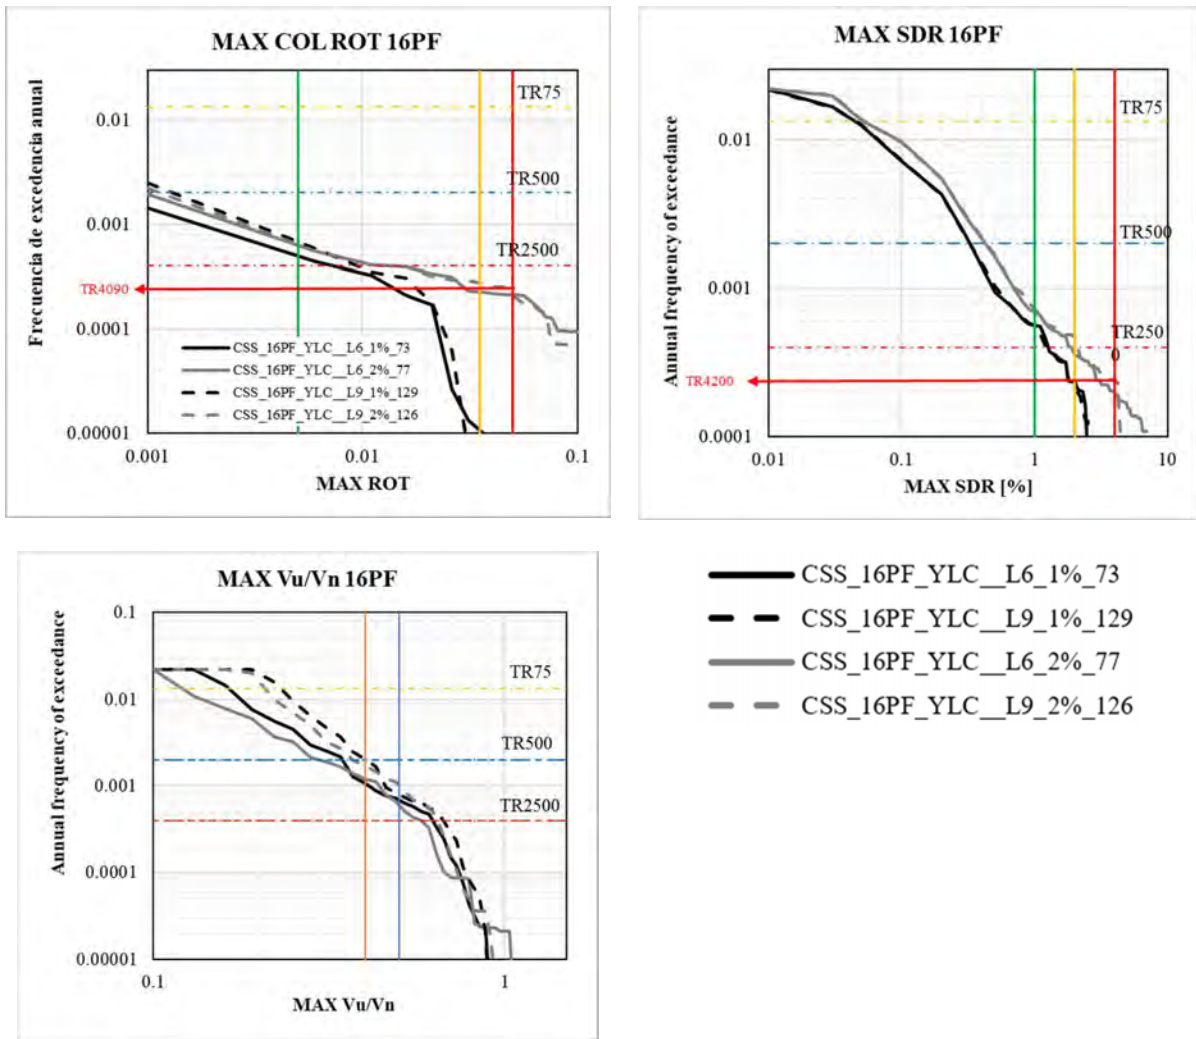 MAX COL ROT 16PF
Frecuencia de excedencia anual
0.01
0.001
0.0001
0.00001
TR75
TR500
TR2500
TR4090
CSS_16PF_YLC__L6_1%_73
CSS_16PF_YLC__L6_2%_77
CSS_16PF_YLC__L9_1%_129
CSS_16PF_YLC__L9_2%_126
0.001
0.01
0.1
MAX ROT
MAX SDR 16PF
Annual frequency of exceedance
0.01
0.001
0.0001
TR75
TR500
TR250
0
TR4200
0.01
0.1
1
10
MAX SDR [%]
MAX Vu/Vn 16PF
Annual frequency of exceedance
0.1
0.01
0.001
0.0001
0.00001
TR75
TR500
TR2500
0.1
1
MAX Vu/Vn
CSS_16PF_YLC__L6_1%_73
CSS_16PF_YLC__L9_1%_129
CSS_16PF_YLC__L6_2%_77
CSS_16PF_YLC__L9_2%_126